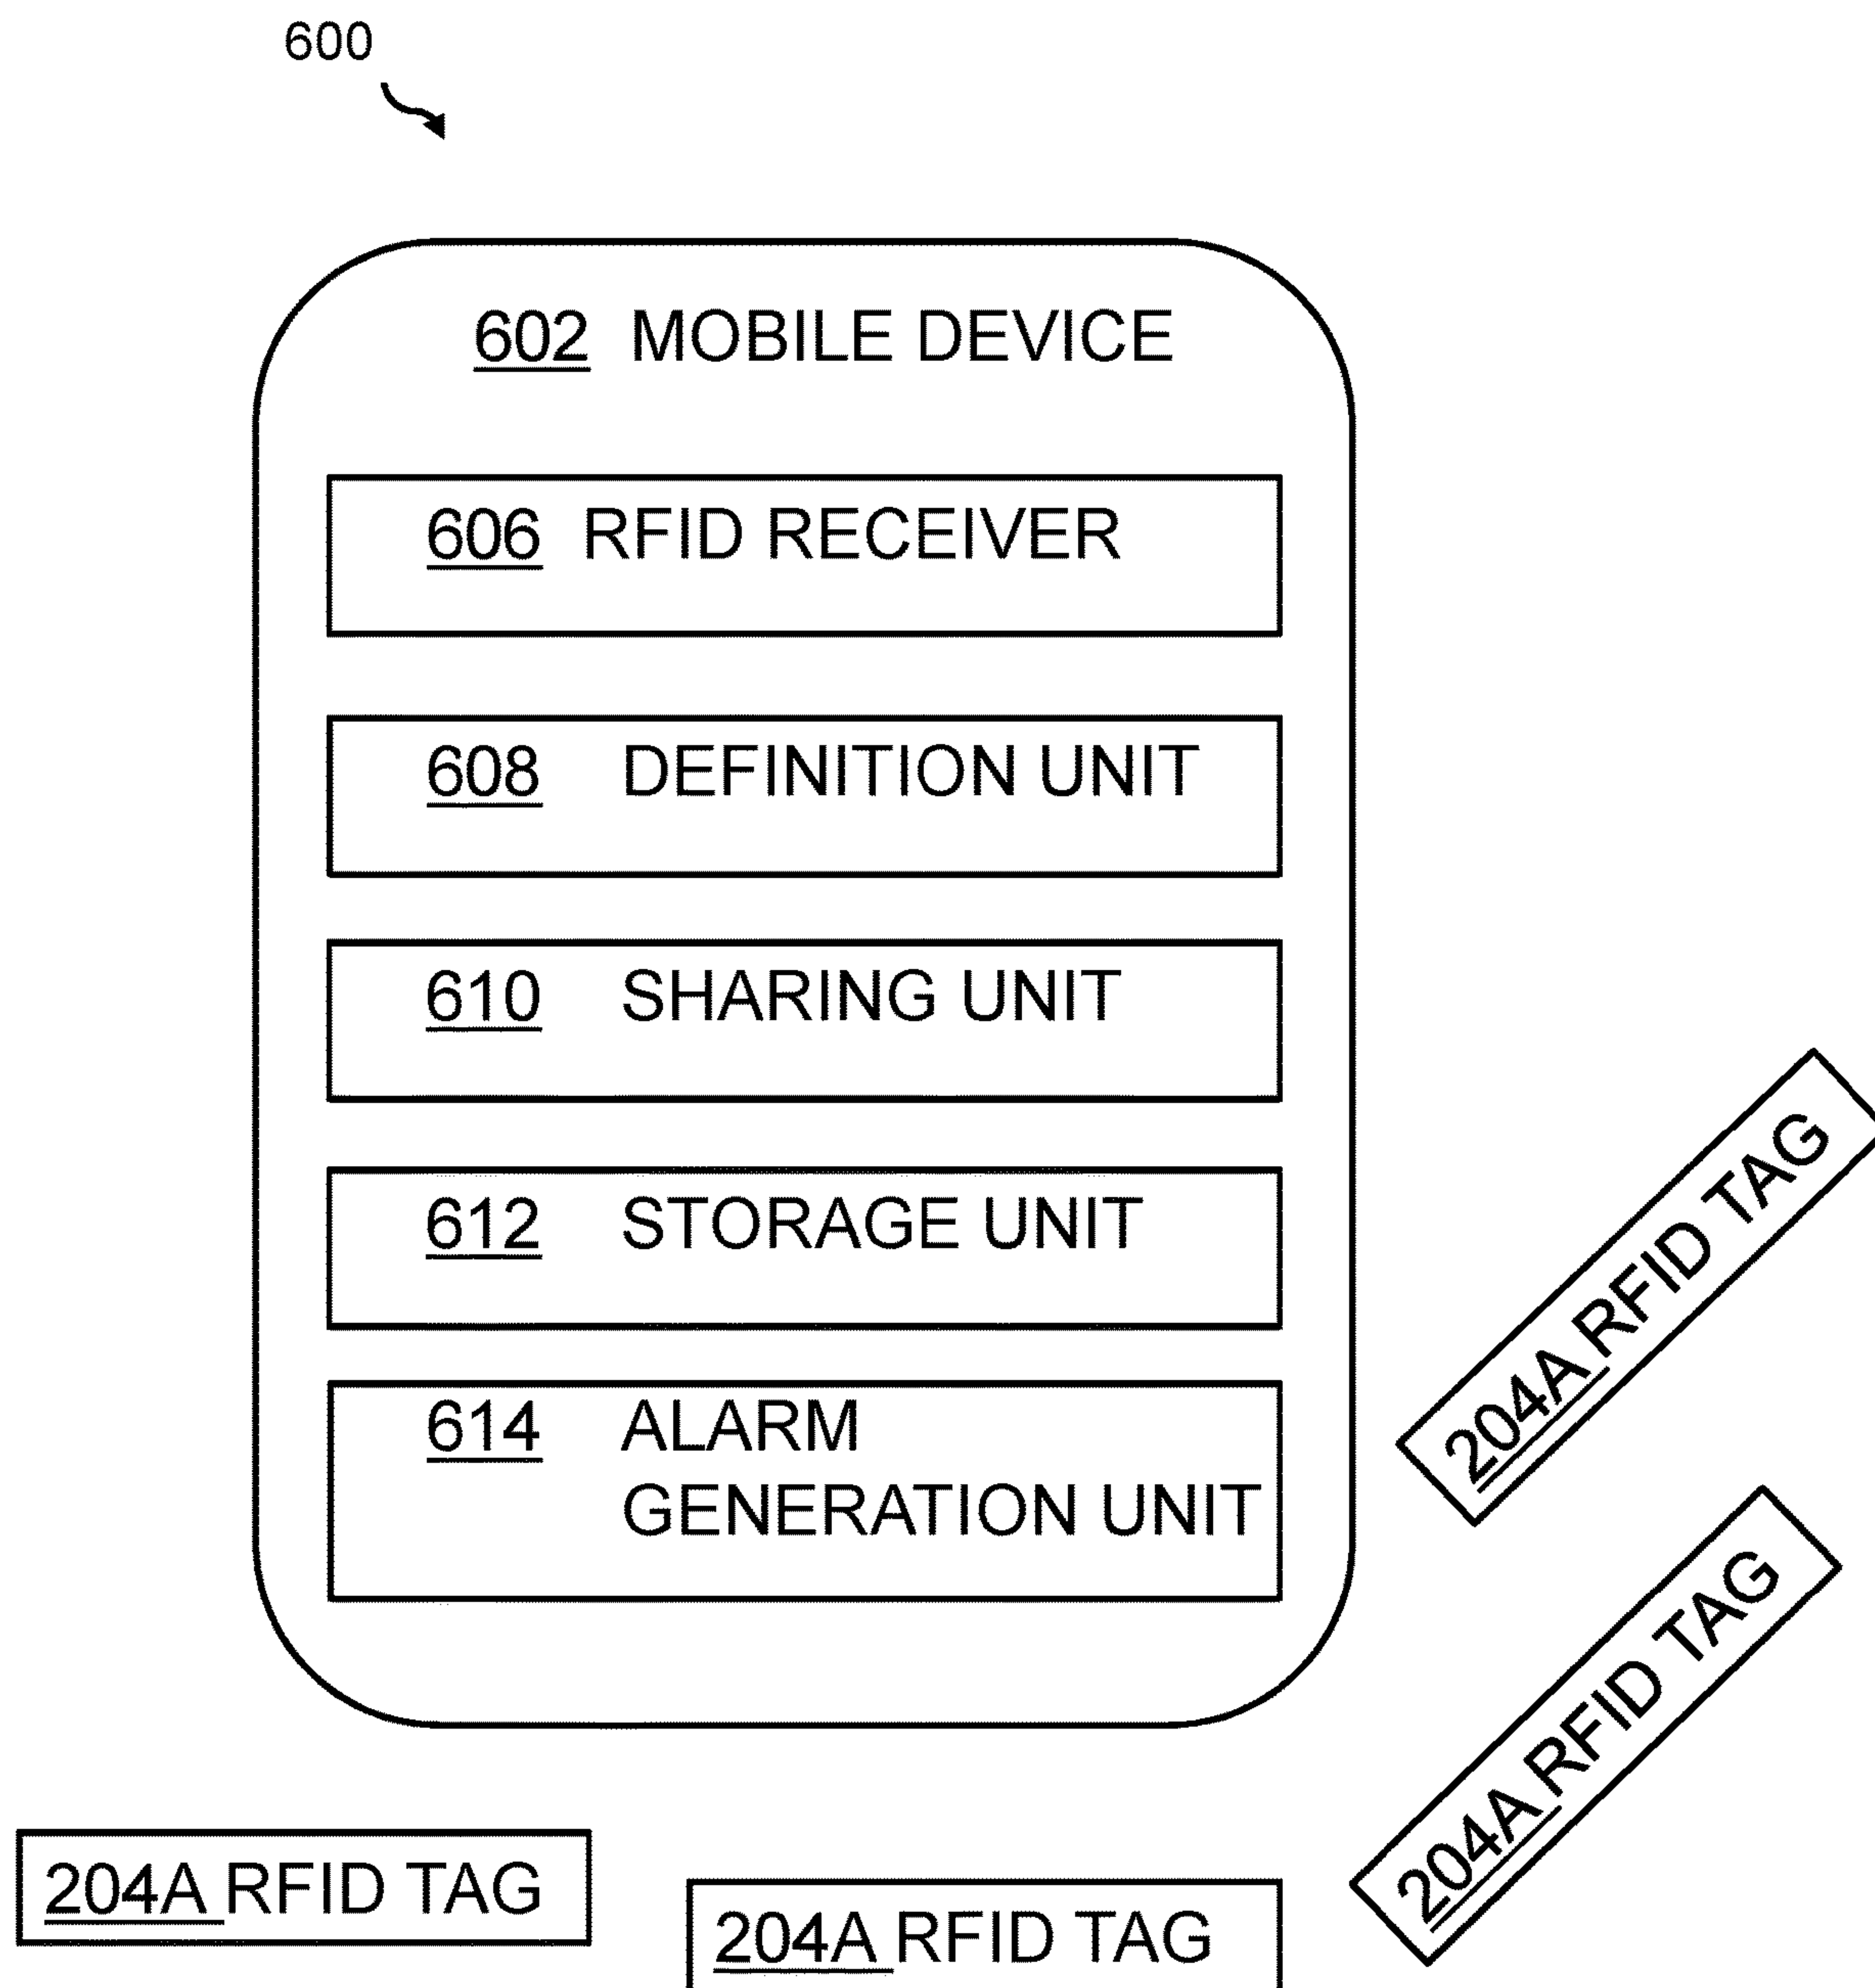 600
602 MOBILE DEVICE
606 RFID RECEIVER
608 DEFINITION UNIT
610 SHARING UNIT
612 STORAGE UNIT
614 ALARM
GENERATION UNIT
204A RFID TAG
204A RFID TAG
204A RFID TAG
204A RFID TAG